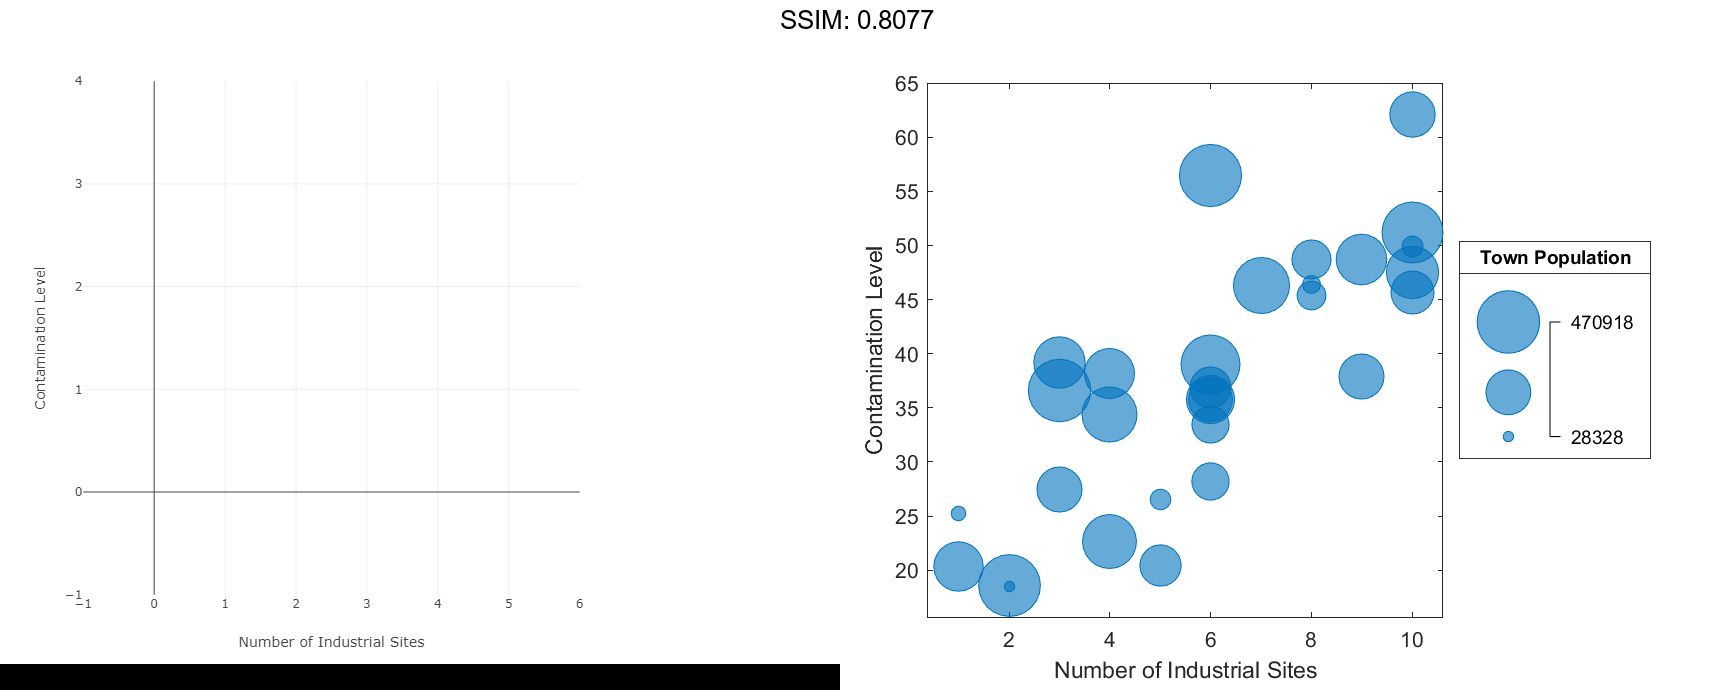 SSIM: 0.8077
4
3
2
1
0
−1
−1 0 1 2 3 4 5 6
Contamination Level
Number of Industrial Sites
65
60
55
50
45
40
35
30
25
20
2 4 6 8 10
Contamination Level
Number of Industrial Sites
Town Population
470918
28328